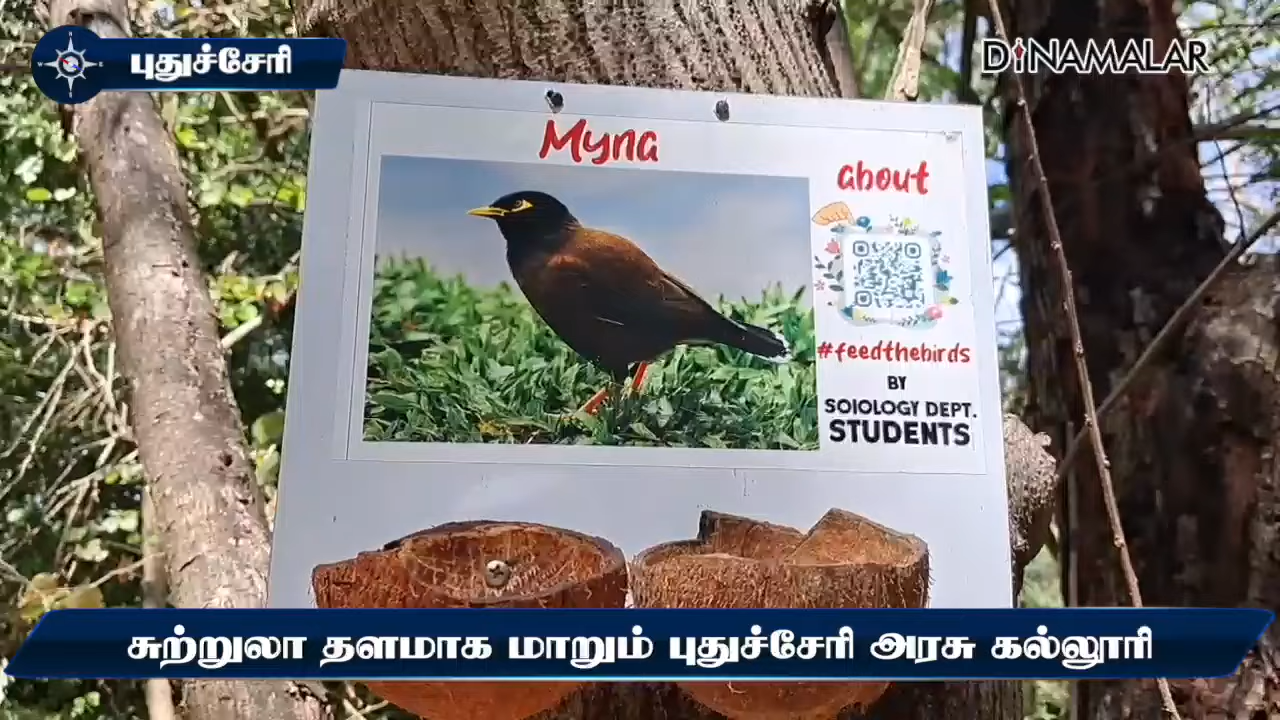 புதுச்சேரி
DINAMALAR
Myna
about
#feedthebirds
BY
SOIOLOGY DEPT.
STUDENTS
சுற்றுலா தளமாக மாறும் புதுச்சேரி அரசு கல்லூரி